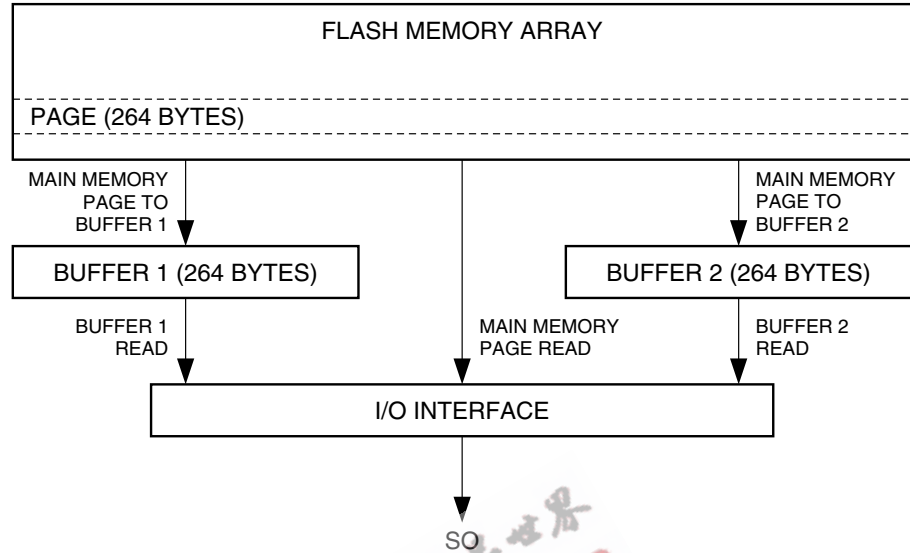 FLASH MEMORY ARRAY
PAGE (264 BYTES)
MAIN MEMORY
PAGE TO
BUFFER 1
MAIN MEMORY
PAGE TO
BUFFER 2
BUFFER 1 (264 BYTES)
BUFFER 2 (264 BYTES)
BUFFER 1
READ
MAIN MEMORY
PAGE READ
BUFFER 2
READ
I/O INTERFACE
SO
世界